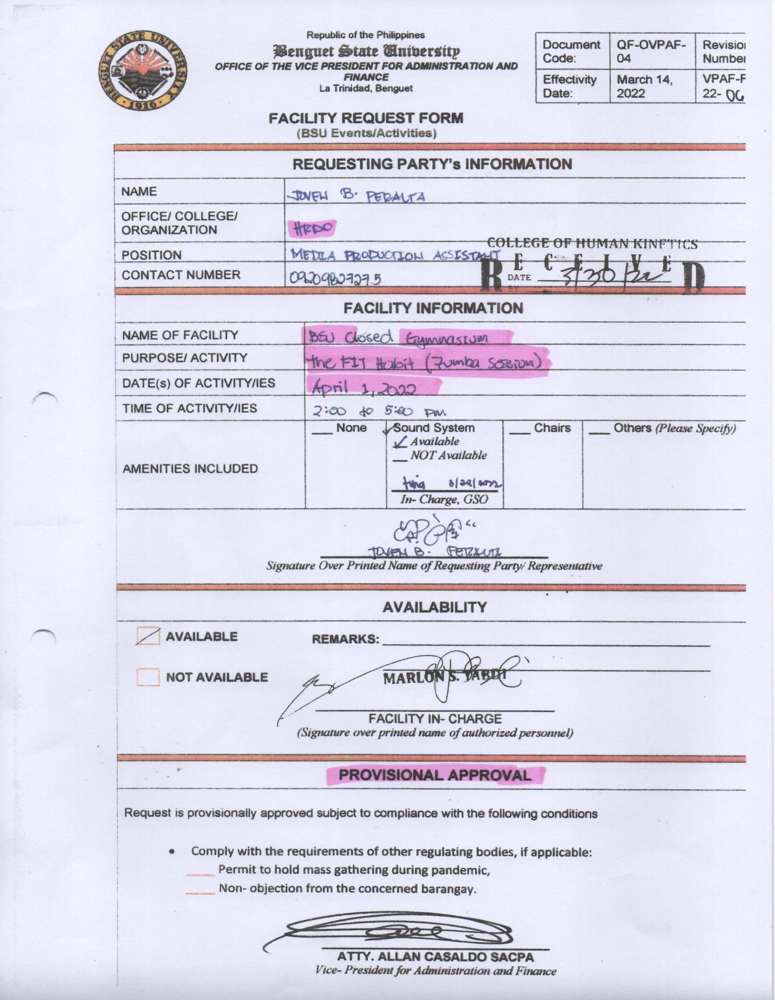 BENGUET STATE UNIVERSITY
1916
Republic of the Philippines
Benguet State University
OFFICE OF THE VICE PRESIDENT FOR ADMINISTRATION AND
FINANCE
La Trinidad, Benguet
Document Code: QF-OVPAF-04
Effectivity Date: March 14, 2022
22- 06
FACILITY REQUEST FORM
(BSU Events/Activities)
REQUESTING PARTY's INFORMATION
NAME JOVEN B. PERALTA
OFFICE/ COLLEGE/ ORGANIZATION HRDO
COLLEGE OF HUMAN KINETICS
POSITION MEDIA PRODUCTION ASSISTANT
RECEIVED
CONTACT NUMBER 09209827275
DATE 3/30/22
BY
FACILITY INFORMATION
NAME OF FACILITY BSU Closed Gymnasium
PURPOSE/ ACTIVITY the FIT Habit (Zumba Session)
DATE(s) OF ACTIVITY/IES April 1, 2022
TIME OF ACTIVITY/IES 2:00 to 5:00 pm
AMENITIES INCLUDED
___ None
✓ Sound System
✓ Available
__ NOT Available
3/29/2022
In- Charge, GSO
___ Chairs
___ Others (Please Specify)
JOVEN B. PERALTA
Signature Over Printed Name of Requesting Party/ Representative
AVAILABILITY
AVAILABLE REMARKS:
NOT AVAILABLE
MARLON S. TABDI
FACILITY IN- CHARGE
(Signature over printed name of authorized personnel)
PROVISIONAL APPROVAL
Request is provisionally approved subject to compliance with the following conditions
• Comply with the requirements of other regulating bodies, if applicable:
____ Permit to hold mass gathering during pandemic,
____ Non- objection from the concerned barangay.
ATTY. ALLAN CASALDO SACPA
Vice- President for Administration and Finance